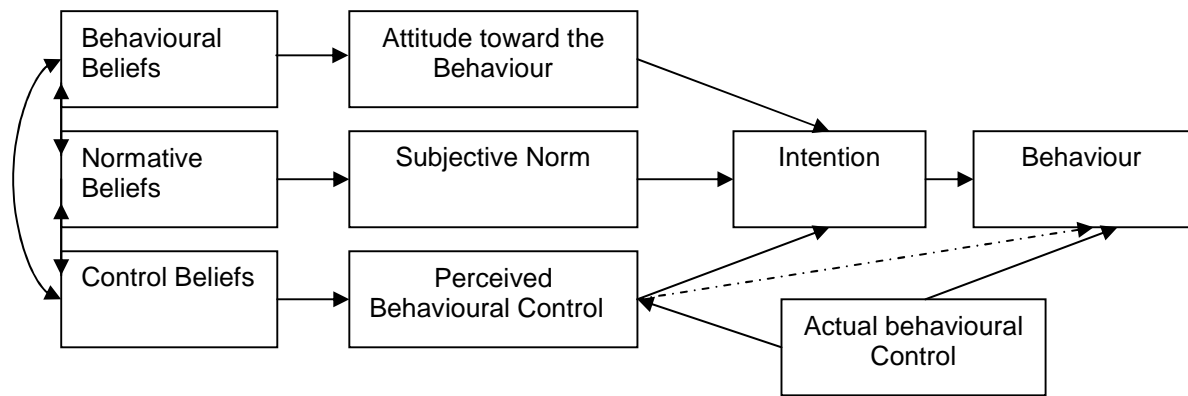 Behavioural
Beliefs
Attitude toward the
Behaviour
Normative
Beliefs
Subjective Norm
Intention
Behaviour
Control Beliefs
Perceived
Behavioural Control
Actual behavioural
Control